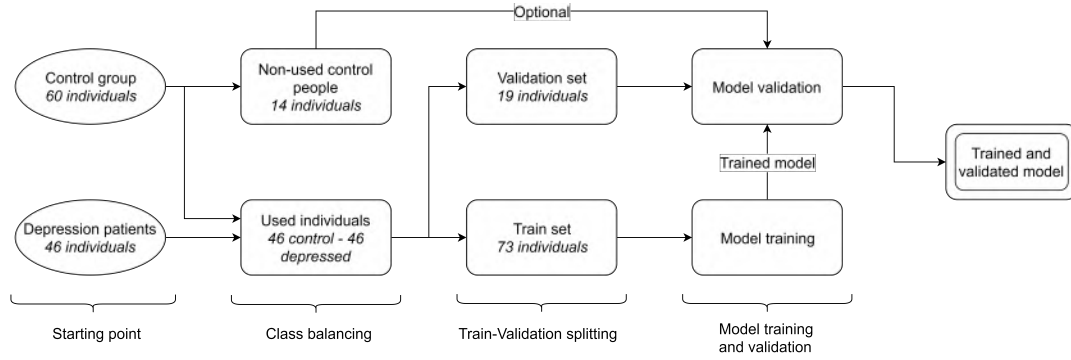 Optional
Control group
60 individuals
Non-used control
people
14 individuals
Validation set
19 individuals
Model validation
Trained model
Trained and
validated model
Depression patients
46 individuals
Used individuals
46 control - 46
depressed
Train set
73 individuals
Model training
Starting point
Class balancing
Train-Validation splitting
Model training
and validation